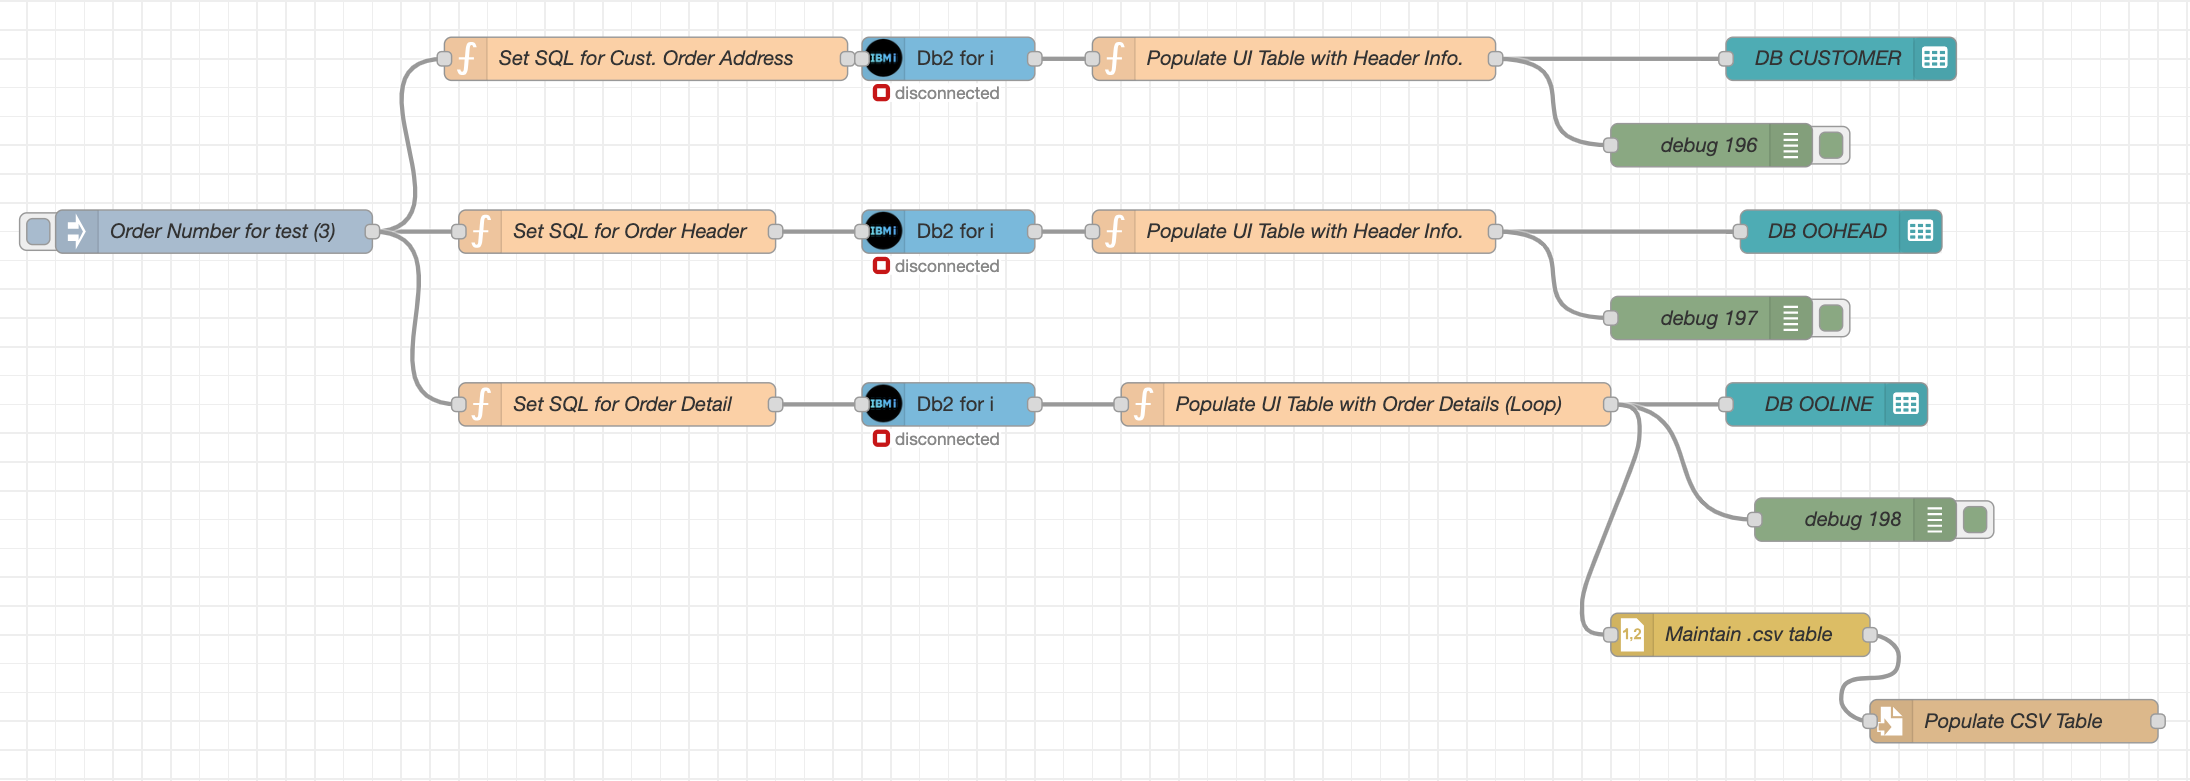 Set SQL for Cust. Order Address
IBMi
Db2 for i
disconnected
Populate UI Table with Header Info.
DB CUSTOMER
debug 196
Order Number for test (3)
Set SQL for Order Header
IBMi
Db2 for i
disconnected
Populate UI Table with Header Info.
DB OOHEAD
debug 197
Set SQL for Order Detail
IBMi
Db2 for i
disconnected
Populate UI Table with Order Details (Loop)
DB OOLINE
debug 198
1,2
Maintain .csv table
Populate CSV Table